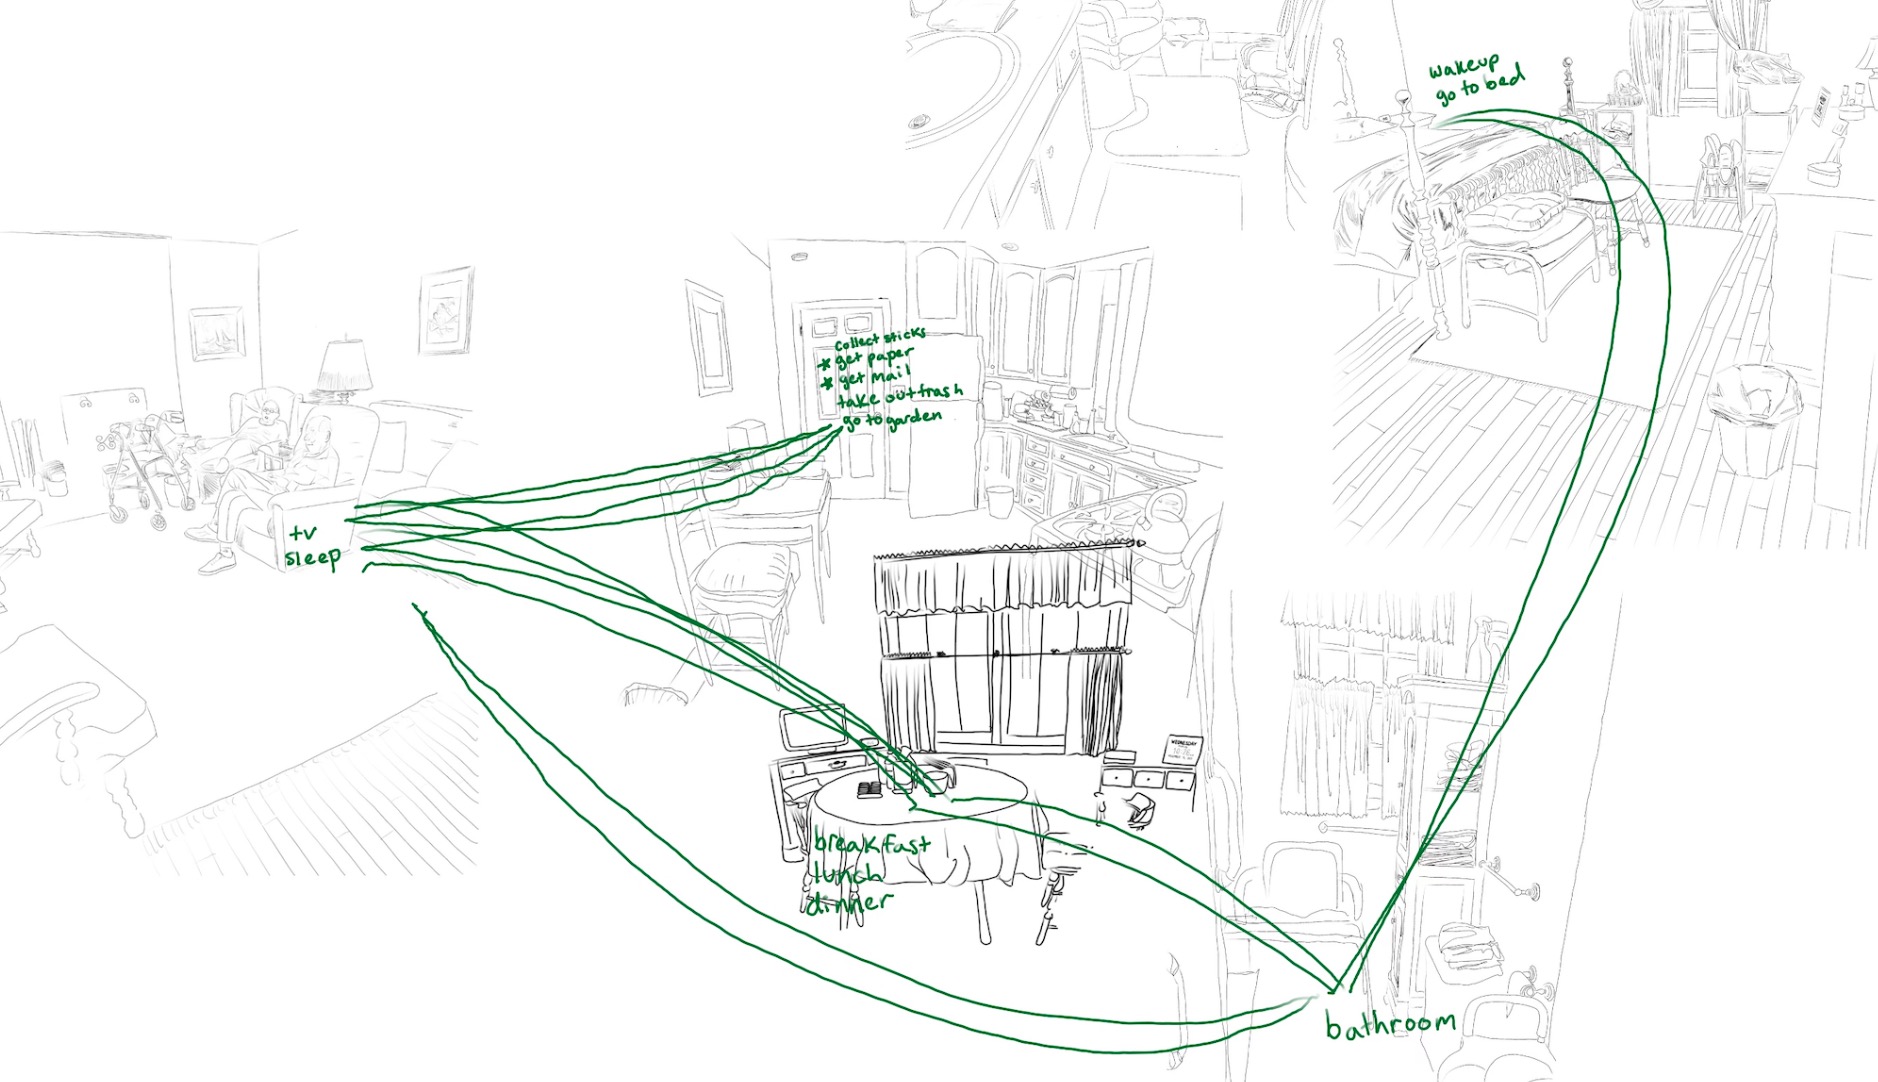 wakeup
go to bed
collect sticks
* get paper
* get mail
take out trash
go to garden
tv
sleep
WEDNESDAY
breakfast
lunch
dinner
bathroom